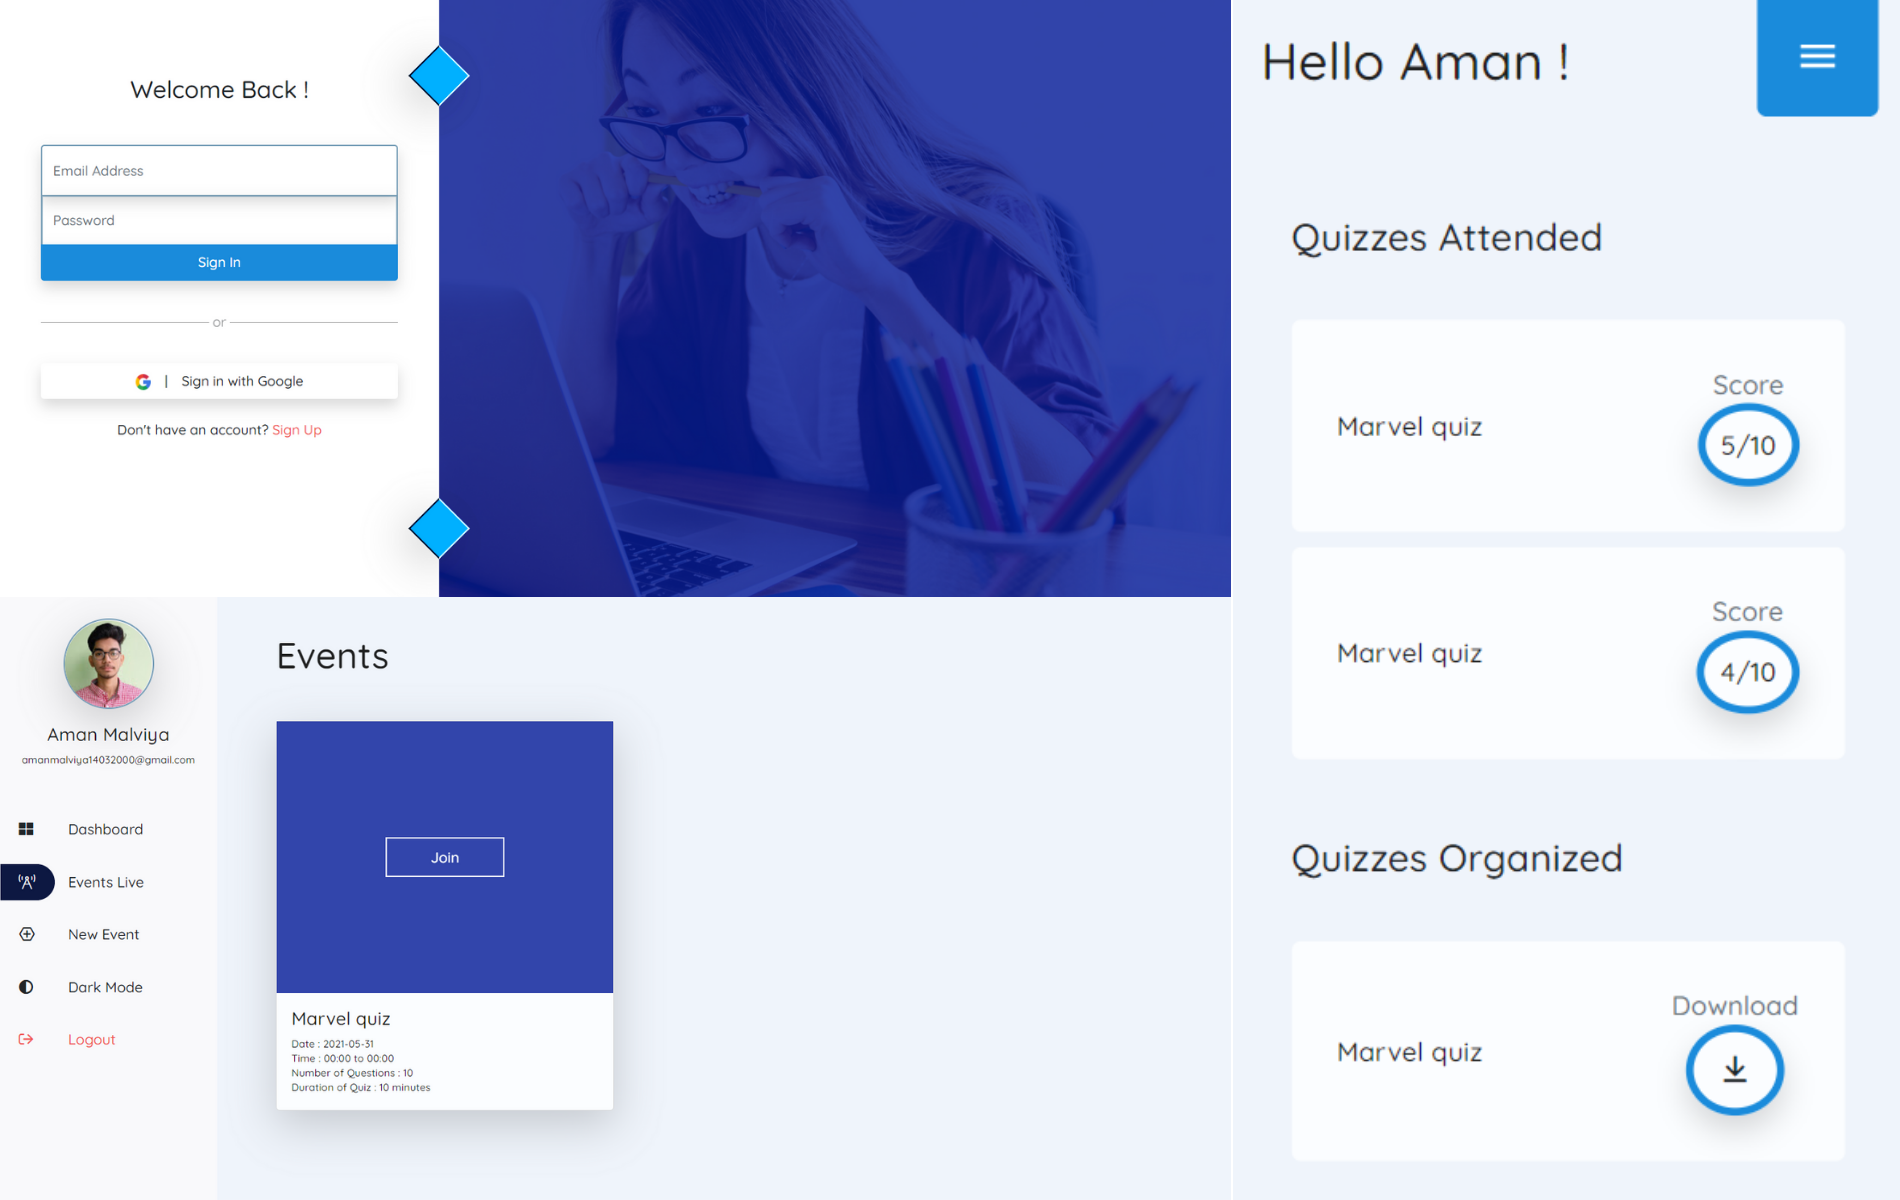 Welcome Back !
Email Address
Password
Sign In
or
| Sign in with Google
Don't have an account? Sign Up
Aman Malviya
amanmalviya14032000@gmail.com
Dashboard
Events Live
New Event
Dark Mode
Logout
Events
Join
Marvel quiz
Date : 2021-05-31
Time : 00:00 to 00:00
Number of Questions : 10
Duration of Quiz : 10 minutes
Hello Aman !
Quizzes Attended
Score
Marvel quiz
5/10
Score
Marvel quiz
4/10
Quizzes Organized
Download
Marvel quiz